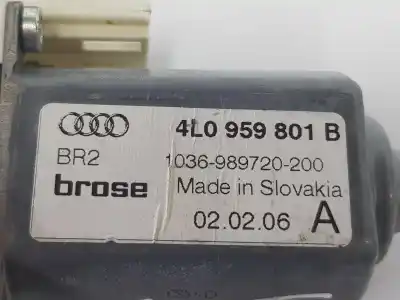 4L0 959 801 B
BR2 1036-989720-200
brose Made in Slovakia
02.02.06 A